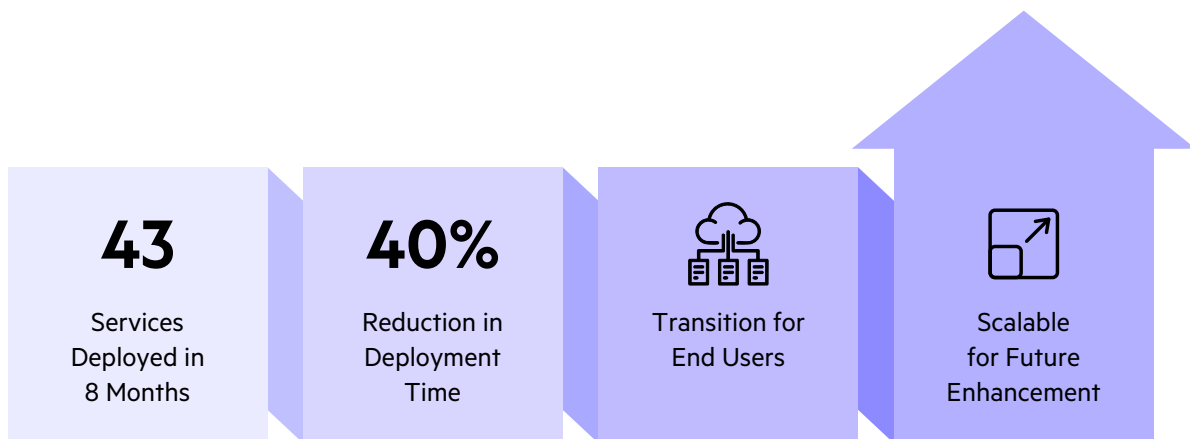 43
Services
Deployed in
8 Months
40%
Reduction in
Deployment
Time
Transition for
End Users
Scalable
for Future
Enhancement